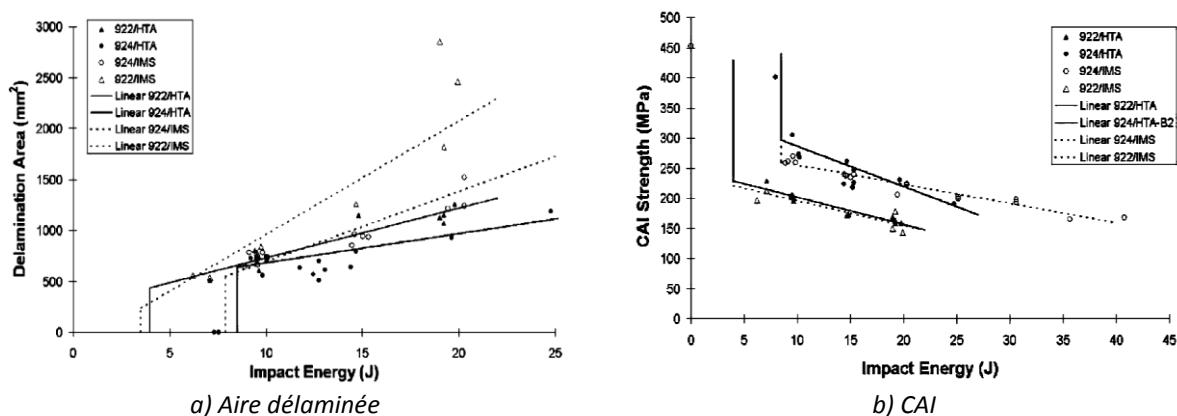 Delamination Area (mm²)
3000
2500
2000
1500
1000
500
0
922/HTA
924/HTA
924/IMS
922/IMS
Linear 922/HTA
Linear 924/HTA
Linear 924/IMS
Linear 922/IMS
0 5 10 15 20 25
Impact Energy (J)
a) Aire délaminée
CAI Strength (MPa)
500
450
400
350
300
250
200
150
100
50
0
922/HTA
924/HTA
924/IMS
922/IMS
Linear 922/HTA
Linear 924/HTA-B2
Linear 924/IMS
Linear 922/IMS
0 5 10 15 20 25 30 35 40 45
Impact Energy (J)
b) CAI